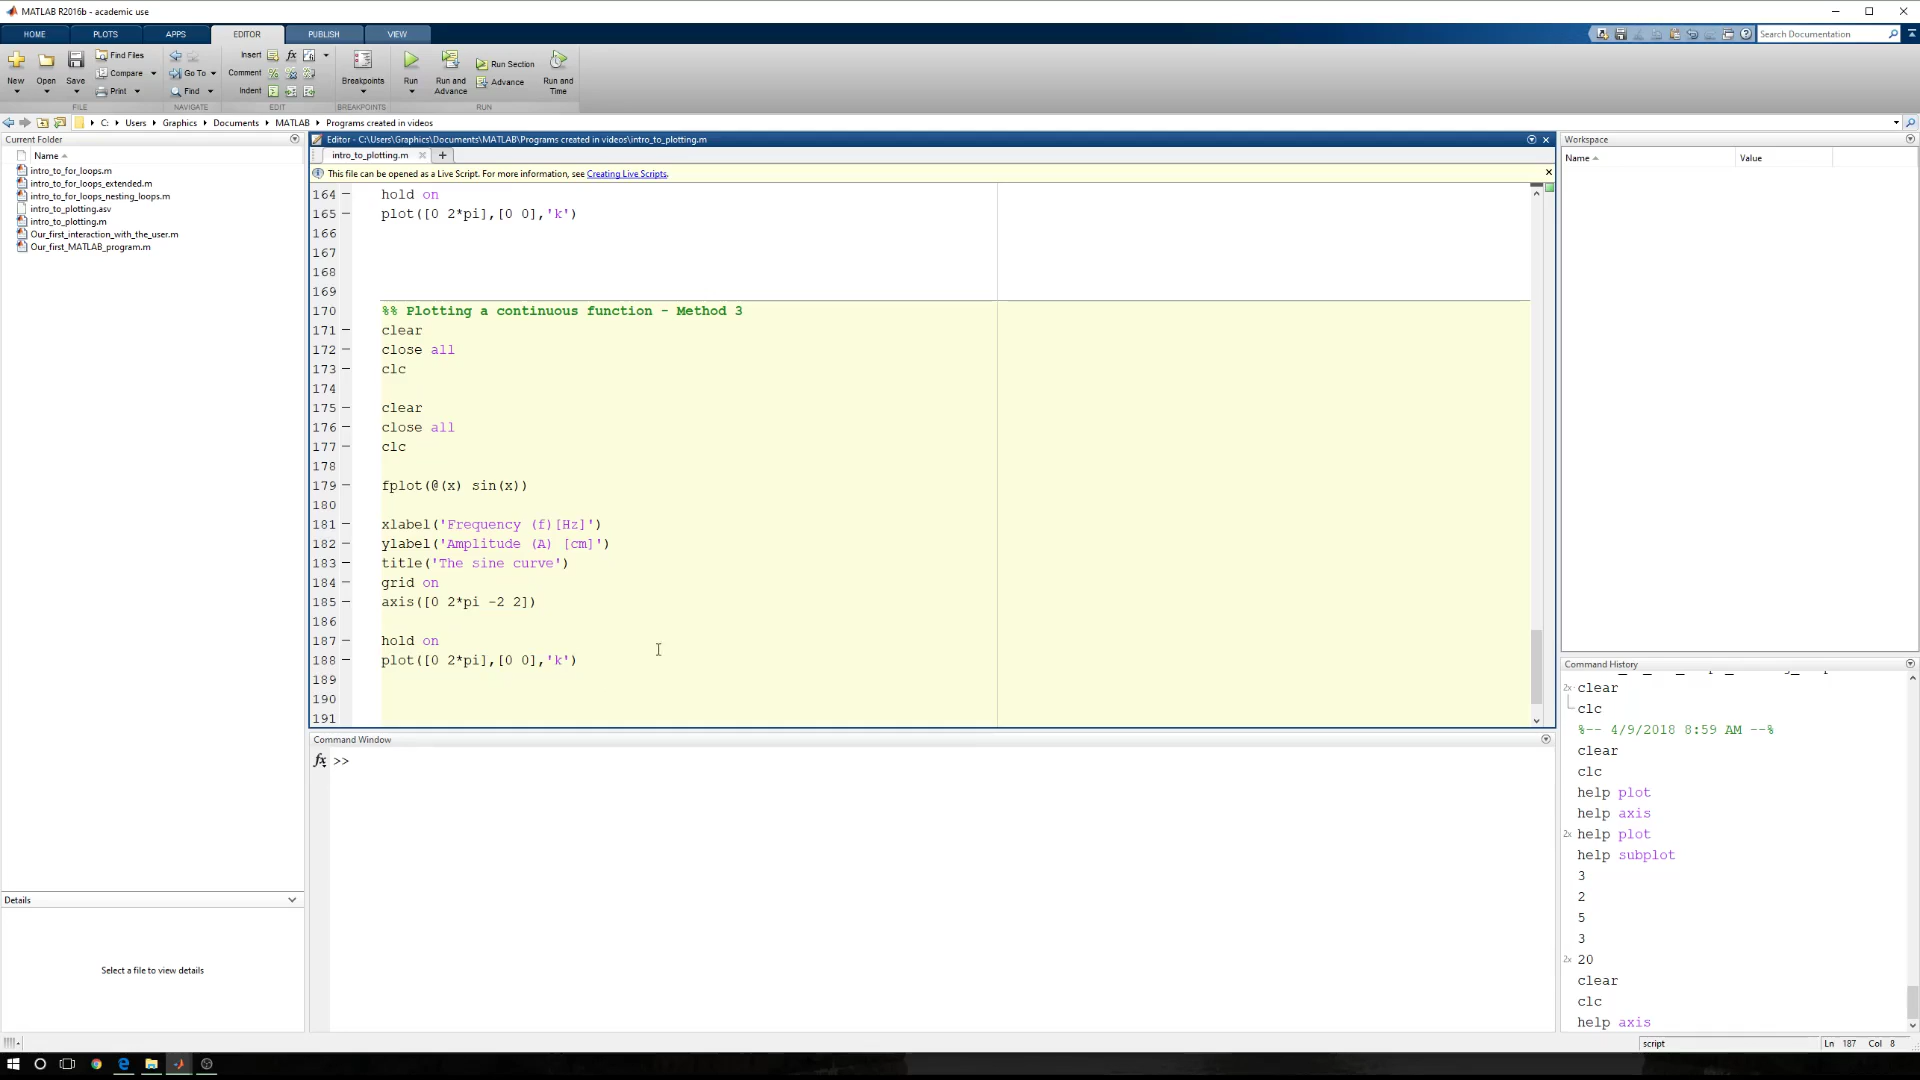 MATLAB R2016b - academic use
HOME PLOTS APPS EDITOR PUBLISH VIEW
Search Documentation
New Open Save Find Files Compare Print
Go To Find
Insert fx Comment Indent
Breakpoints
Run Run and Advance Run Section Advance Run and Time
FILE NAVIGATE EDIT BREAKPOINTS RUN
C: Users Graphics Documents MATLAB Programs created in videos
Current Folder
Name
intro_to_for_loops.m
intro_to_for_loops_extended.m
intro_to_for_loops_nesting_loops.m
intro_to_plotting.asv
intro_to_plotting.m
Our_first_interaction_with_the_user.m
Our_first_MATLAB_program.m
Details
Select a file to view details
Editor - C:\Users\Graphics\Documents\MATLAB\Programs created in videos\intro_to_plotting.m
intro_to_plotting.m
This file can be opened as a Live Script. For more information, see Creating Live Scripts.
164 – hold on
165 – plot([0 2*pi],[0 0],'k')
166
167
168
169
170 %% Plotting a continuous function - Method 3
171 – clear
172 – close all
173 – clc
174
175 – clear
176 – close all
177 – clc
178
179 – fplot(@(x) sin(x))
180
181 – xlabel('Frequency (f)[Hz]')
182 – ylabel('Amplitude (A) [cm]')
183 – title('The sine curve')
184 – grid on
185 – axis([0 2*pi -2 2])
186
187 – hold on
188 – plot([0 2*pi],[0 0],'k')
189
190
191
Command Window
fx >>
Workspace
Name Value
Command History
2x clear
clc
%-- 4/9/2018 8:59 AM --%
clear
clc
help plot
help axis
2x help plot
help subplot
3
2
5
3
2x 20
clear
clc
help axis
script Ln 187 Col 8